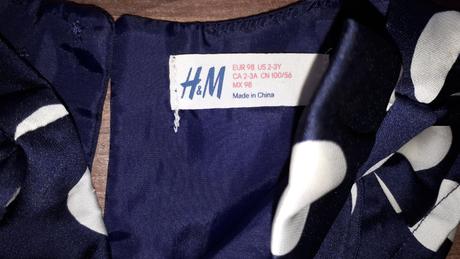 H&M
EUR 98 US 2-3Y
CA 2-3A CN 100/56
MX 98
Made in China